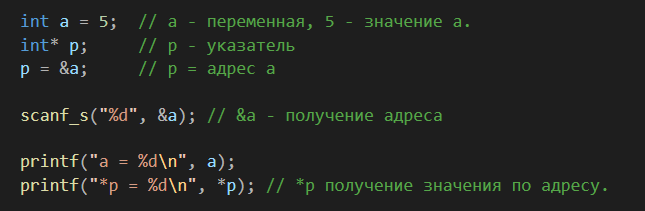 int a = 5;  // a - переменная, 5 - значение a.
int* p;     // p - указатель
p = &a;     // p = адрес a
scanf_s("%d", &a); // &a - получение адреса
printf("a = %d\n", a);
printf("*p = %d\n", *p); // *p получение значения по адресу.